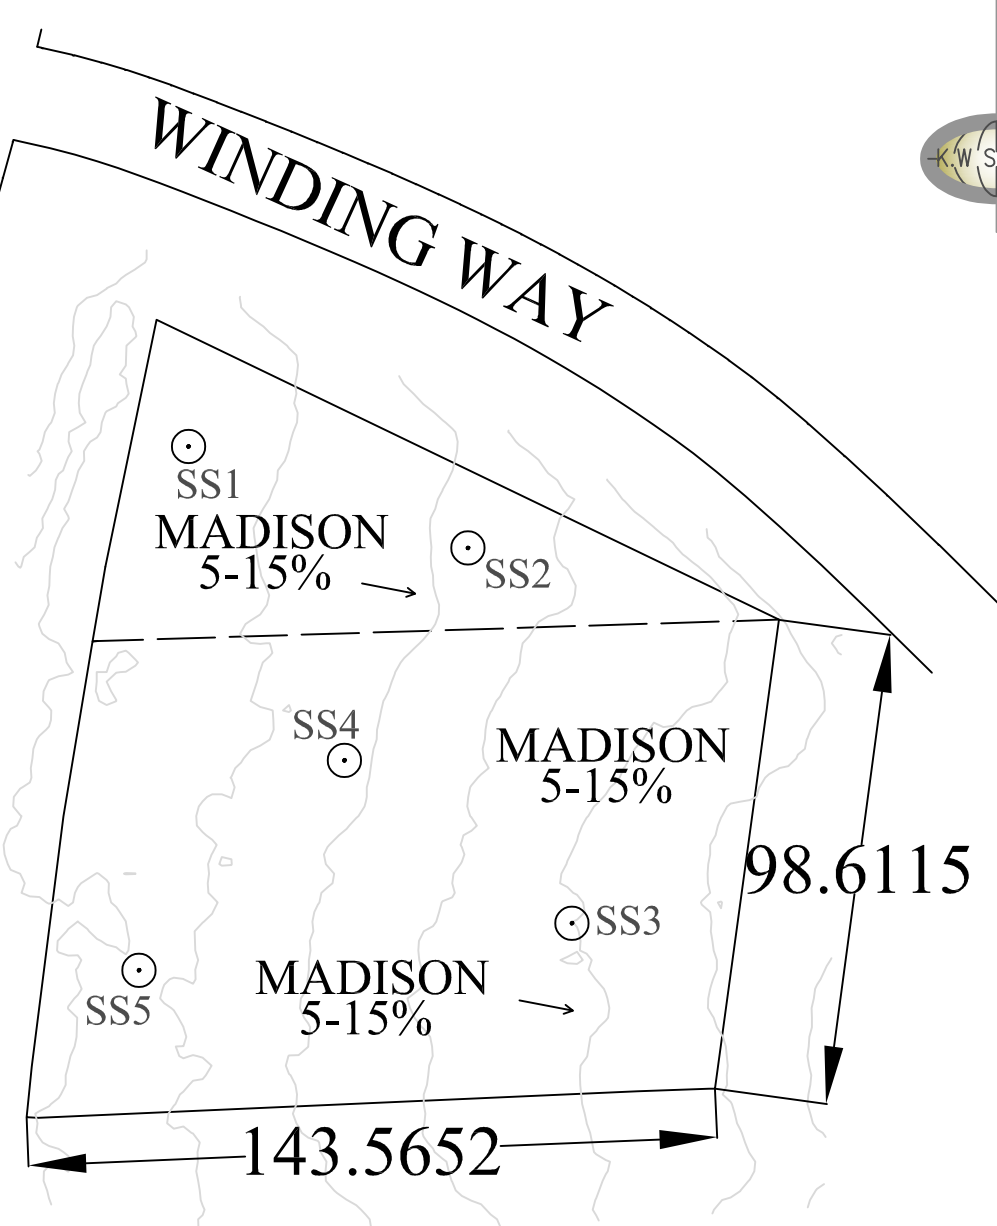 WINDING WAY
K.W S
SS1
MADISON
5-15%
SS2
SS4
MADISON
5-15%
98.6115
SS3
MADISON
5-15%
SS5
143.5652